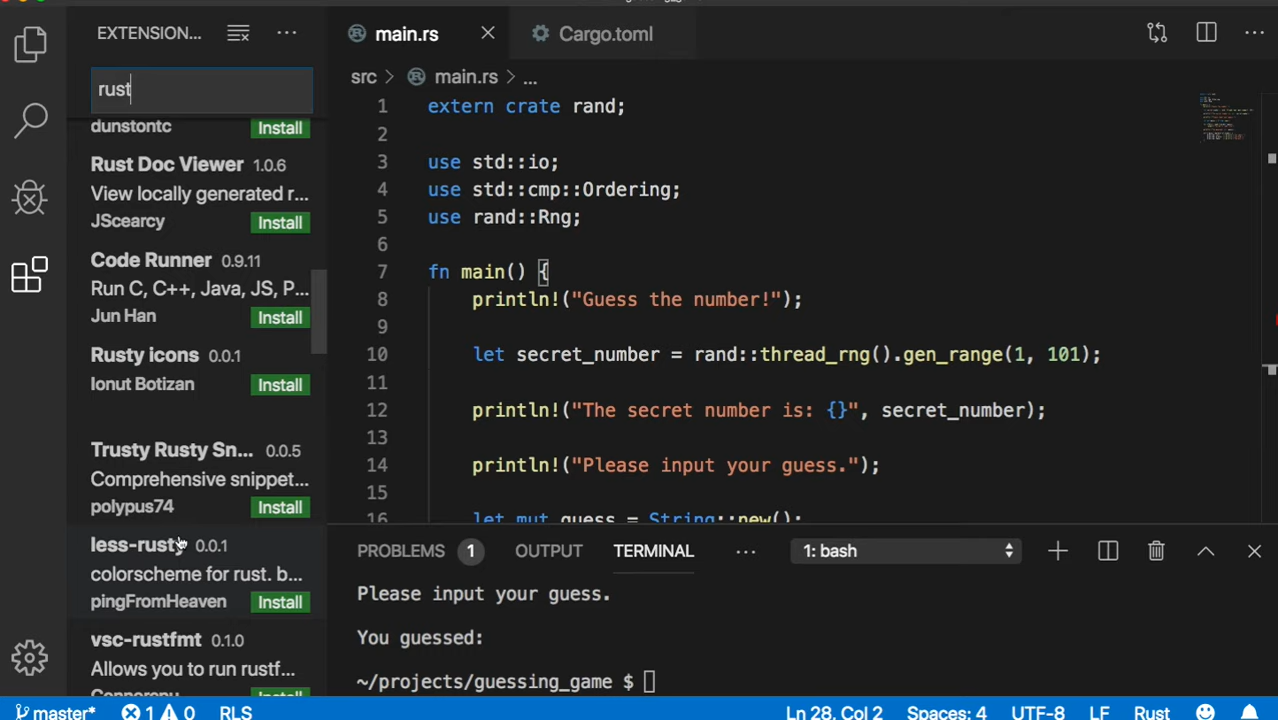 EXTENSION...
rust
dunstontc
Install
Rust Doc Viewer 1.0.6
View locally generated r...
JScearcy
Install
Code Runner 0.9.11
Run C, C++, Java, JS, P...
Jun Han
Install
Rusty icons 0.0.1
Ionut Botizan
Install
Trusty Rusty Sn... 0.0.5
Comprehensive snippet...
polypus74
Install
less-rusty 0.0.1
colorscheme for rust. b...
pingFromHeaven
Install
vsc-rustfmt 0.1.0
Allows you to run rustf...
Install
main.rs
Cargo.toml
src > main.rs > ...
1 extern crate rand;
2
3 use std::io;
4 use std::cmp::Ordering;
5 use rand::Rng;
6
7 fn main() {
8 println!("Guess the number!");
9
10 let secret_number = rand::thread_rng().gen_range(1, 101);
11
12 println!("The secret number is: {}", secret_number);
13
14 println!("Please input your guess.");
15
16 let mut guess = String::new();
PROBLEMS 1 OUTPUT TERMINAL ... 1: bash
Please input your guess.
You guessed:
~/projects/guessing_game $
master* 1 0 RLS Ln 28, Col 2 Spaces: 4 UTF-8 LF Rust